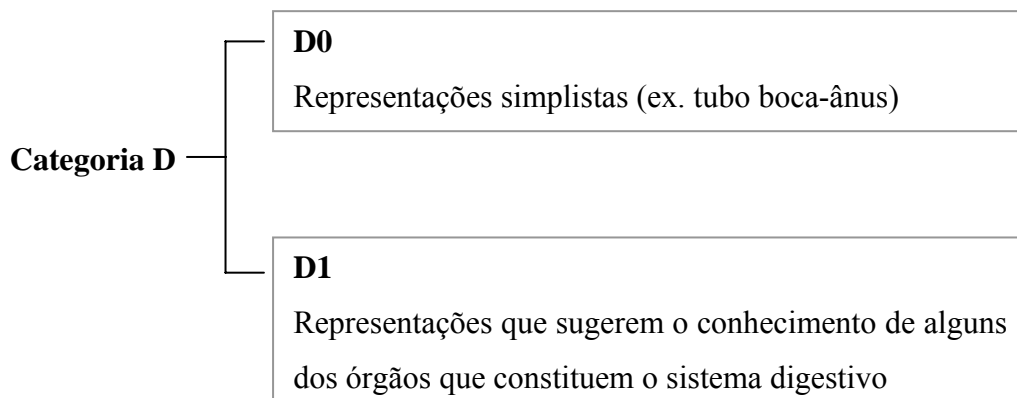 D0
Representações simplistas (ex. tubo boca-ânus)
Categoria D
D1
Representações que sugerem o conhecimento de alguns
dos órgãos que constituem o sistema digestivo